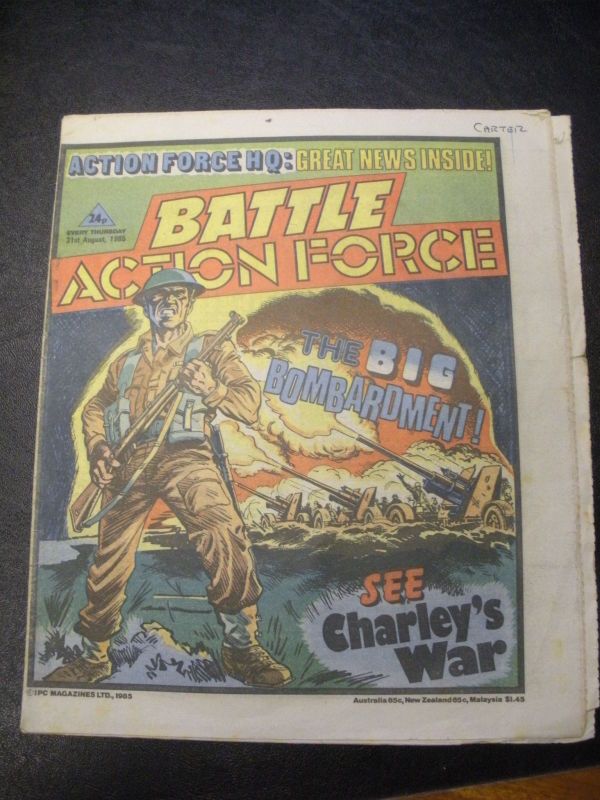 CARTER
ACTION FORCE HQ: GREAT NEWS INSIDE!
24p
EVERY THURSDAY
31st August, 1985
BATTLE
ACTION FORCE
THE BIG
BOMBARDMENT!
SEE
Charley's
War
©IPC MAGAZINES LTD., 1985
Australia 65c, New Zealand 65c, Malaysia $1.45